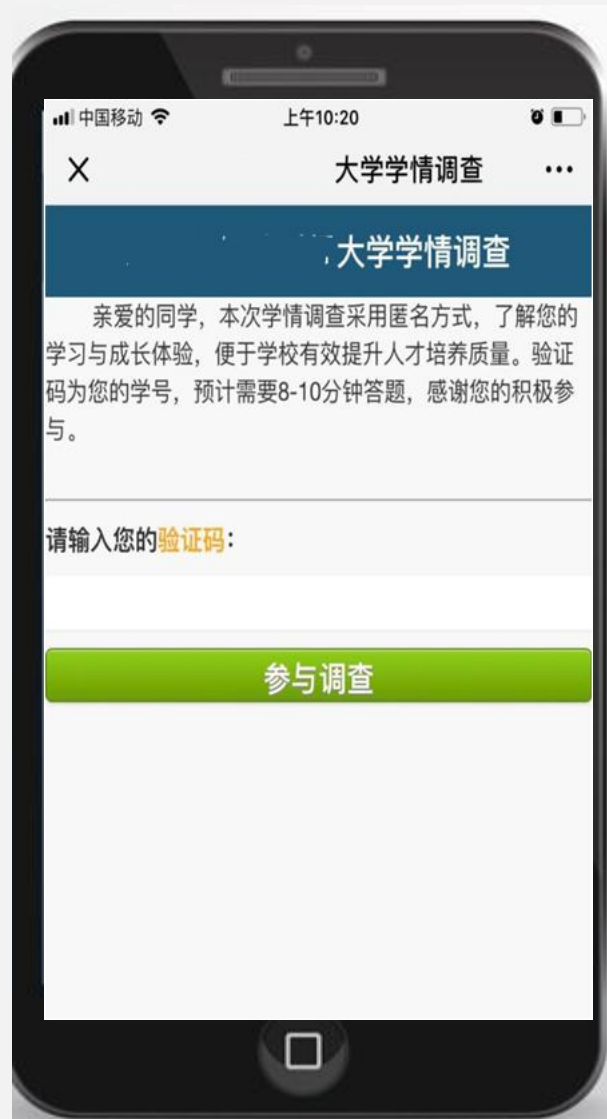 中国移动 上午10:20
大学学情调查
大学学情调查
亲爱的同学，本次学情调查采用匿名方式，了解您的
学习与成长体验，便于学校有效提升人才培养质量。验证
码为您的学号，预计需要8-10分钟答题，感谢您的积极参
与。
请输入您的验证码：
参与调查